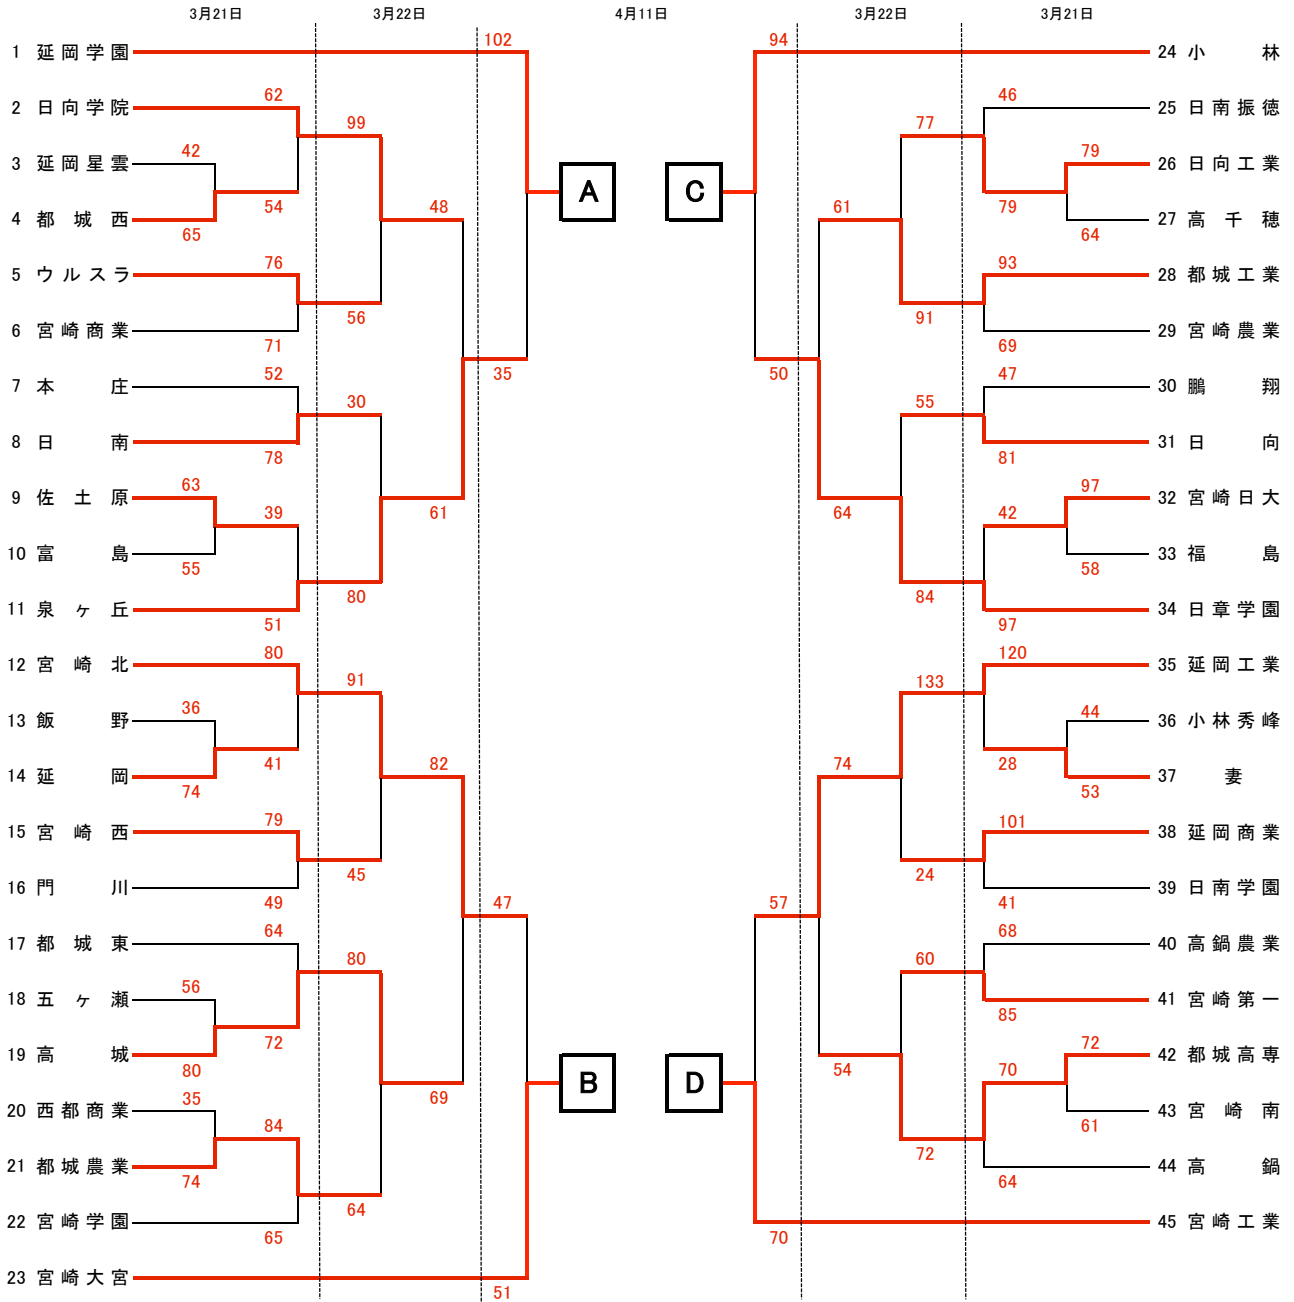 3月21日 3月22日 4月11日 3月22日 3月21日
102 94
1 延岡学園 24 小 林
62 46
2 日向学院 25 日南振徳
99 77
42 79
3 延岡星雲 A C 26 日向工業
54 48 61 79
4 都 城 西 27 高 千 穂
65 64
76 93
5 ウルスラ 28 都城工業
56 91
6 宮崎商業 29 宮崎農業
71 69
52 35 50 47
7 本 庄 30 鵬 翔
30 55
8 日 南 31 日 向
78 81
63 97
9 佐 土 原 32 宮崎日大
39 61 64 42
10 富 島 33 福 島
55 58
80 84
11 泉 ヶ 丘 34 日章学園
51 97
80 120
12 宮 崎 北 35 延岡工業
91 133
36 44
13 飯 野 36 小林秀峰
41 82 74 28
14 延 岡 37 妻
74 53
79 101
15 宮 崎 西 38 延岡商業
45 24
16 門 川 39 日南学園
49 47 57 41
64 68
17 都 城 東 40 高鍋農業
80 60
56
18 五 ヶ 瀬 41 宮崎第一
85
72 72
19 高 城 B D 42 都城高専
80 54 70
35 69
20 西都商業 43 宮 崎 南
84 61
72
21 都城農業 44 高 鍋
74 64
64
22 宮崎学園 45 宮崎工業
65 70
23 宮崎大宮
51